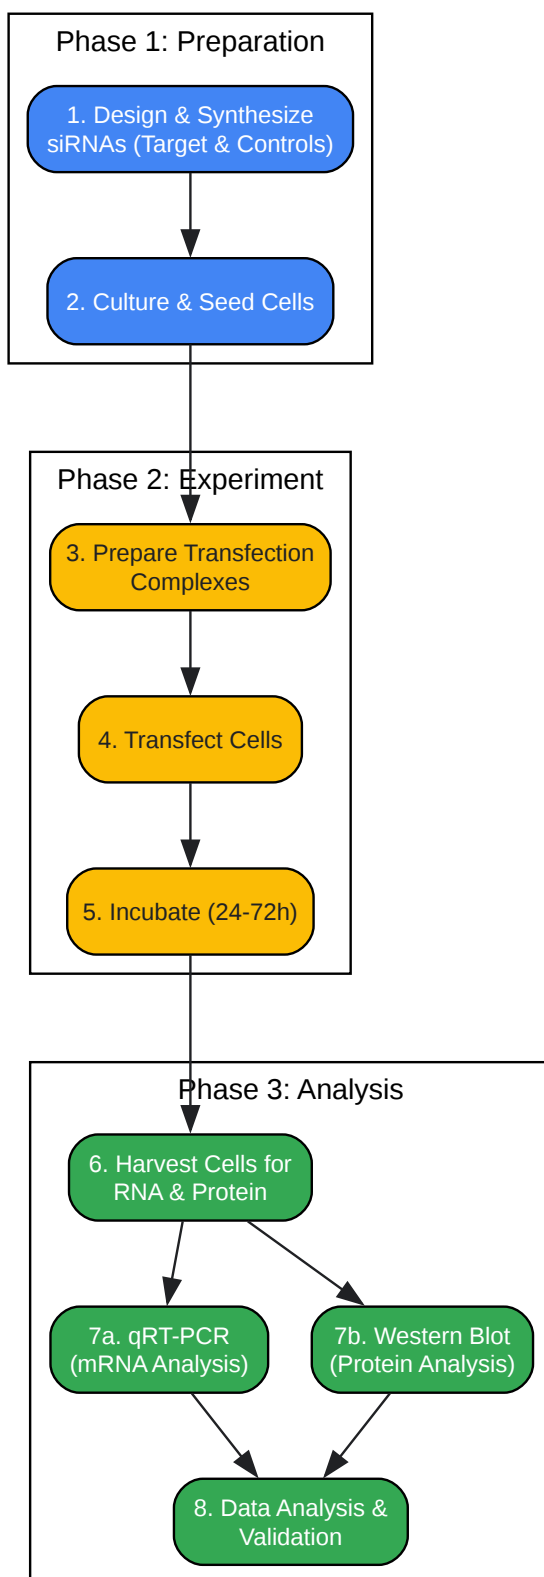 Phase 1: Preparation
1. Design & Synthesize
siRNAs (Target & Controls)
2. Culture & Seed Cells
Phase 2: Experiment
3. Prepare Transfection
Complexes
4. Transfect Cells
5. Incubate (24-72h)
Phase 3: Analysis
6. Harvest Cells for
RNA & Protein
7a. qRT-PCR
(mRNA Analysis)
7b. Western Blot
(Protein Analysis)
8. Data Analysis &
Validation